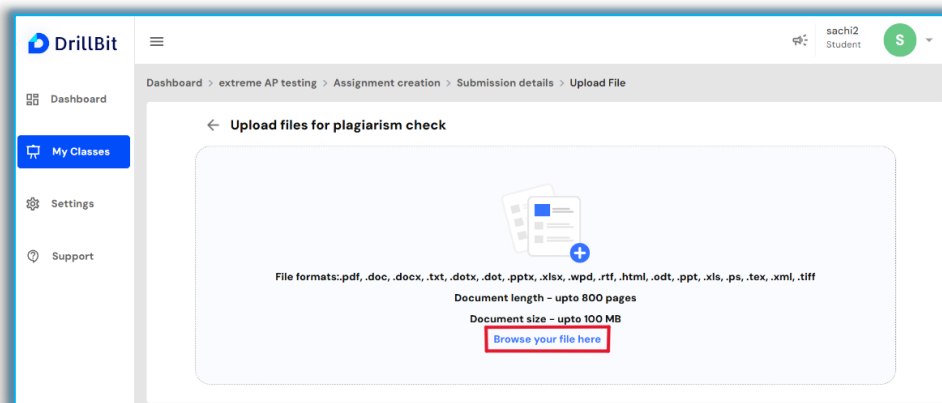 DrillBit
sachi2
Student
S
Dashboard > extreme AP testing > Assignment creation > Submission details > Upload File
Dashboard
My Classes
Settings
Support
← Upload files for plagiarism check
File formats:.pdf, .doc, .docx, .txt, .dotx, .dot, .pptx, .xlsx, .wpd, .rtf, .html, .odt, .ppt, .xls, .ps, .tex, .xml, .tiff
Document length - upto 800 pages
Document size - upto 100 MB
Browse your file here